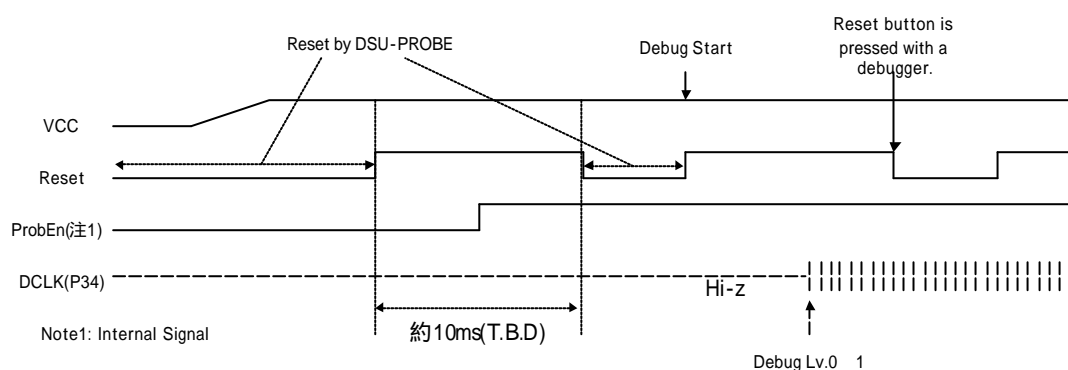 Reset by DSU-PROBE
Debug Start
Reset button is
pressed with a
debugger.
VCC
Reset
ProbEn(注1)
DCLK(P34)
Hi-z
Note1: Internal Signal
約10ms(T.B.D)
Debug Lv.0 1